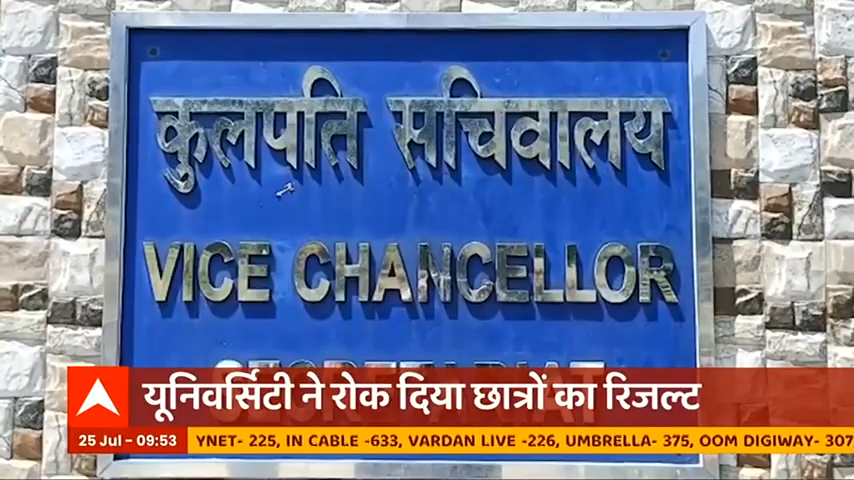 कुलपति सचिवालय
VICE CHANCELLOR
SECRETARIAT
यूनिवर्सिटी ने रोक दिया छात्रों का रिजल्ट
25 Jul - 09:53
YNET- 225, IN CABLE -633, VARDAN LIVE -226, UMBRELLA- 375, OOM DIGIWAY- 307